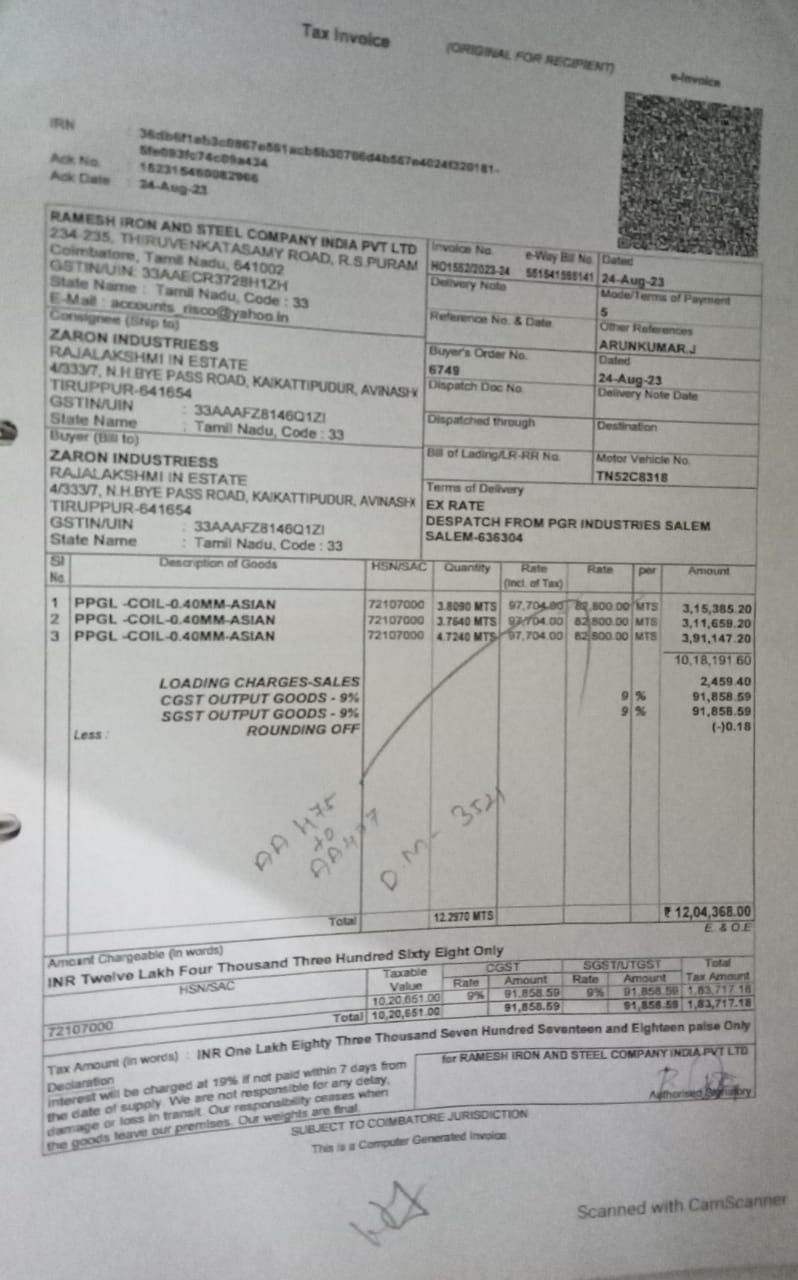 Tax Invoice
(ORIGINAL FOR RECIPIENT)
e-Invoice
IRN :
Ack No. :
Ack Date : 24-Aug-23
RAMESH IRON AND STEEL COMPANY INDIA PVT LTD
234-235, THIRUVENKATASAMY ROAD, R.S.PURAM
Coimbatore, Tamil Nadu, 641002
GSTIN/UIN: 33AAECR3728H1ZH
State Name : Tamil Nadu, Code : 33
E-Mail : accounts_risco@yahoo.in
Invoice No. e-Way Bill No. Dated
HO1552/2023-24 24-Aug-23
Delivery Note Mode/Terms of Payment
5
Reference No. & Date. Other References
ARUNKUMAR.J
Buyer's Order No. Dated
6749 24-Aug-23
Dispatch Doc No. Delivery Note Date
Dispatched through Destination
Bill of Lading/LR-RR No. Motor Vehicle No.
TN52C8318
Terms of Delivery
EX RATE
DESPATCH FROM PGR INDUSTRIES SALEM
SALEM-636304
Consignee (Ship to)
ZARON INDUSTRIESS
RAJALAKSHMI IN ESTATE
4/333/7, N.H.BYE PASS ROAD, KAIKATTIPUDUR, AVINASHI
TIRUPPUR-641654
GSTIN/UIN : 33AAAFZ8146Q1ZI
State Name : Tamil Nadu, Code : 33
Buyer (Bill to)
ZARON INDUSTRIESS
RAJALAKSHMI IN ESTATE
4/333/7, N.H.BYE PASS ROAD, KAIKATTIPUDUR, AVINASHI
TIRUPPUR-641654
GSTIN/UIN : 33AAAFZ8146Q1ZI
State Name : Tamil Nadu, Code : 33
Sl No. Description of Goods HSN/SAC Quantity Rate (Incl. of Tax) Rate per Amount
1 PPGL -COIL-0.40MM-ASIAN 72107000 3.8090 MTS 97,704.00 82,800.00 MTS 3,15,385.20
2 PPGL -COIL-0.40MM-ASIAN 72107000 3.7640 MTS 97,704.00 82,800.00 MTS 3,11,659.20
3 PPGL -COIL-0.40MM-ASIAN 72107000 4.7240 MTS 97,704.00 82,800.00 MTS 3,91,147.20
10,18,191.60
LOADING CHARGES-SALES 2,459.40
CGST OUTPUT GOODS - 9% 9 % 91,858.59
SGST OUTPUT GOODS - 9% 9 % 91,858.59
Less : ROUNDING OFF (-)0.18
AA 475
to
AA 477
D.M- 3521
Total 12.2970 MTS ₹ 12,04,368.00
E. & O.E
Amount Chargeable (in words)
INR Twelve Lakh Four Thousand Three Hundred Sixty Eight Only
HSN/SAC Taxable Value CGST Rate Amount SGST/UTGST Rate Amount Total Tax Amount
72107000 10,20,651.00 9% 91,858.59 9% 91,858.59 1,83,717.18
Total 10,20,651.00 91,858.59 91,858.59 1,83,717.18
Tax Amount (in words) : INR One Lakh Eighty Three Thousand Seven Hundred Seventeen and Eighteen paise Only
Declaration
interest will be charged at 19% if not paid within 7 days from
the date of supply. We are not responsible for any delay,
damage or loss in transit. Our responsibility ceases when
the goods leave our premises. Our weights are final.
for RAMESH IRON AND STEEL COMPANY INDIA PVT LTD
Authorised Signatory
SUBJECT TO COIMBATORE JURISDICTION
This is a Computer Generated Invoice
Scanned with CamScanner